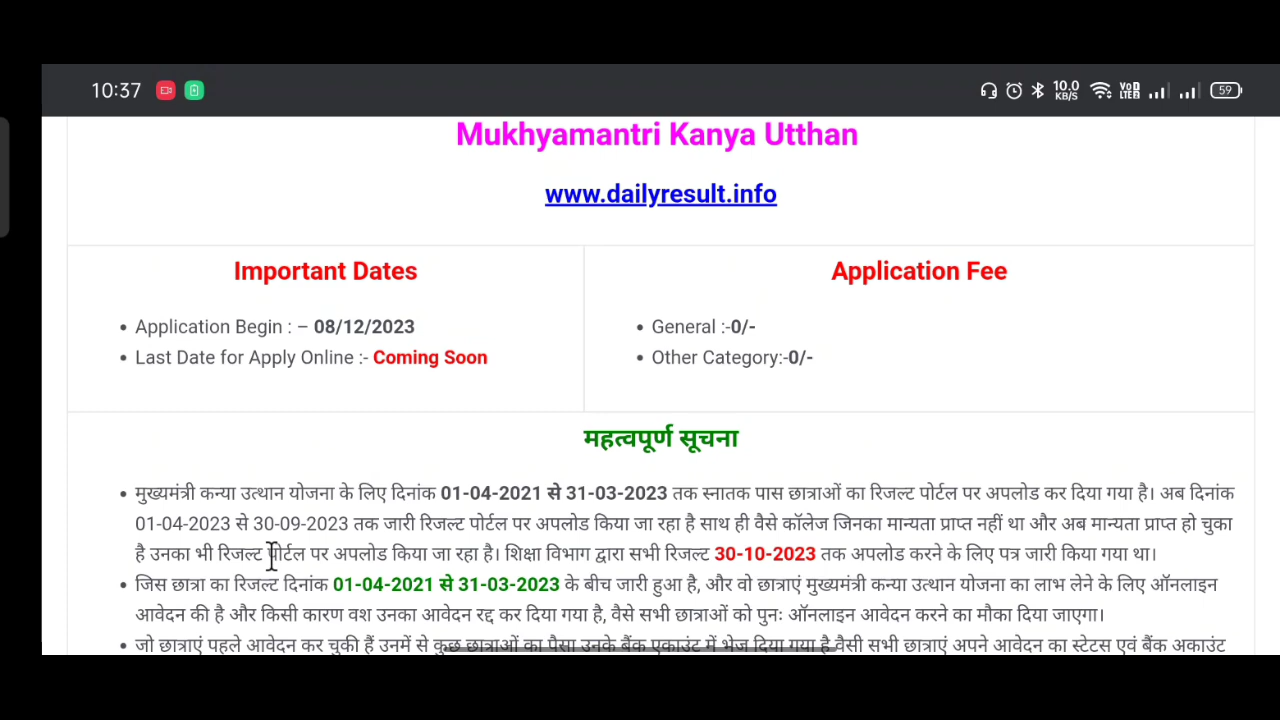 10:37
10.0 KB/S VoLTE 59
Mukhyamantri Kanya Utthan
www.dailyresult.info
Important Dates
Application Begin : – 08/12/2023
Last Date for Apply Online :- Coming Soon
Application Fee
General :-0/-
Other Category:-0/-
महत्वपूर्ण सूचना
मुख्यमंत्री कन्या उत्थान योजना के लिए दिनांक 01-04-2021 से 31-03-2023 तक स्नातक पास छात्राओं का रिजल्ट पोर्टल पर अपलोड कर दिया गया है। अब दिनांक
01-04-2023 से 30-09-2023 तक जारी रिजल्ट पोर्टल पर अपलोड किया जा रहा है साथ ही वैसे कॉलेज जिनका मान्यता प्राप्त नहीं था और अब मान्यता प्राप्त हो चुका
है उनका भी रिजल्ट पोर्टल पर अपलोड किया जा रहा है। शिक्षा विभाग द्वारा सभी रिजल्ट 30-10-2023 तक अपलोड करने के लिए पत्र जारी किया गया था।
जिस छात्रा का रिजल्ट दिनांक 01-04-2021 से 31-03-2023 के बीच जारी हुआ है, और वो छात्राएं मुख्यमंत्री कन्या उत्थान योजना का लाभ लेने के लिए ऑनलाइन
आवेदन की है और किसी कारण वश उनका आवेदन रद्द कर दिया गया है, वैसे सभी छात्राओं को पुनः ऑनलाइन आवेदन करने का मौका दिया जाएगा।
जो छात्राएं पहले आवेदन कर चुकी हैं उनमें से कुछ छात्राओं का पैसा उनके बैंक एकाउंट में भेज दिया गया है वैसी सभी छात्राएं अपने आवेदन का स्टेटस एवं बैंक अकाउंट